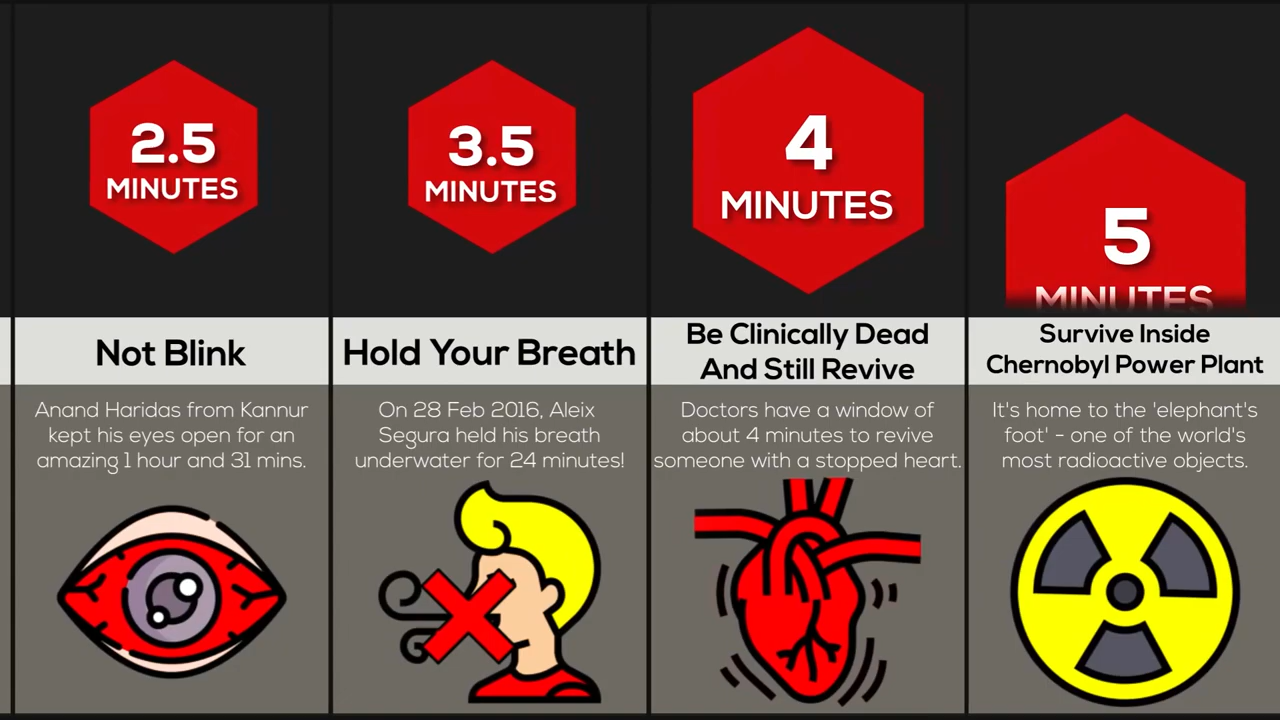 2.5
MINUTES
Not Blink
Anand Haridas from Kannur
kept his eyes open for an
amazing 1 hour and 31 mins.
3.5
MINUTES
Hold Your Breath
On 28 Feb 2016, Aleix
Segura held his breath
underwater for 24 minutes!
4
MINUTES
Be Clinically Dead
And Still Revive
Doctors have a window of
about 4 minutes to revive
someone with a stopped heart.
5
MINUTES
Survive Inside
Chernobyl Power Plant
It's home to the 'elephant's
foot' - one of the world's
most radioactive objects.